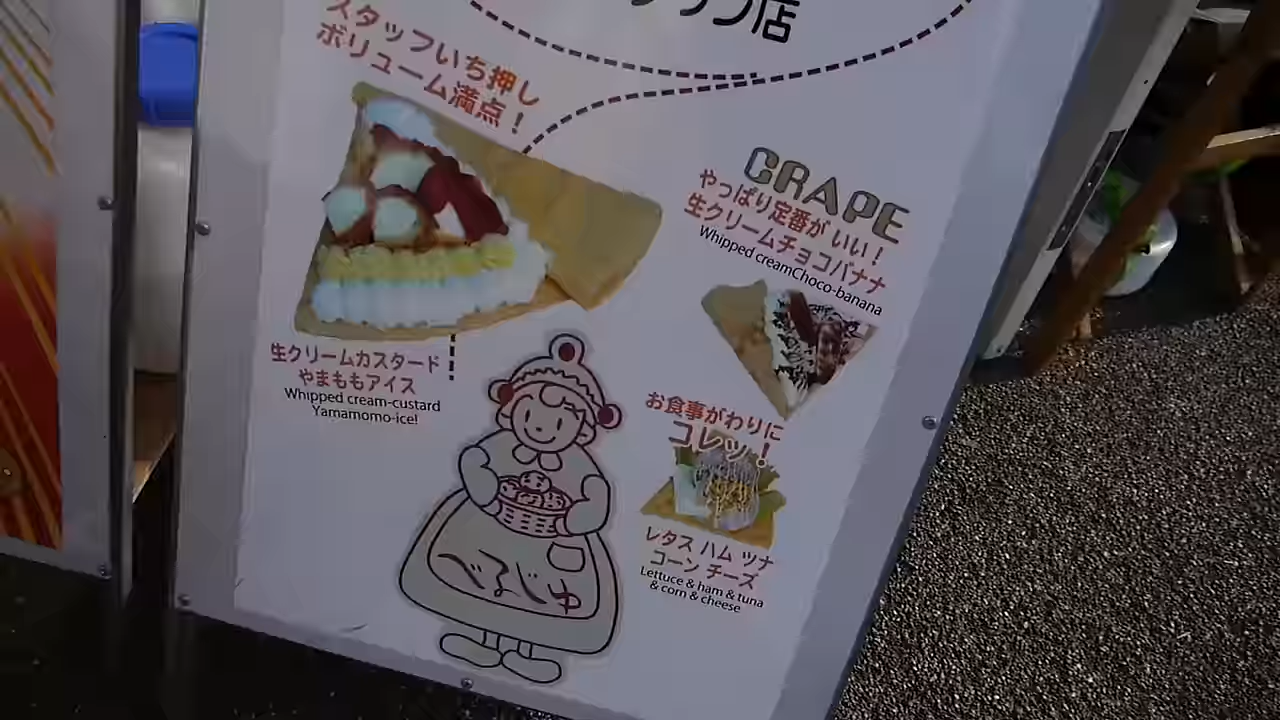 スタッフいち押し
ボリューム満点！
CRAPE
やっぱり定番が いい！
生クリームチョコバナナ
Whipped creamChoco-banana
生クリームカスタード
やまももアイス
Whipped cream-custard
Yamamomo-ice!
お食事がわりに
コレッ！
レタス ハム ツナ
コーン チーズ
Lettuce & ham & tuna
& corn & cheese